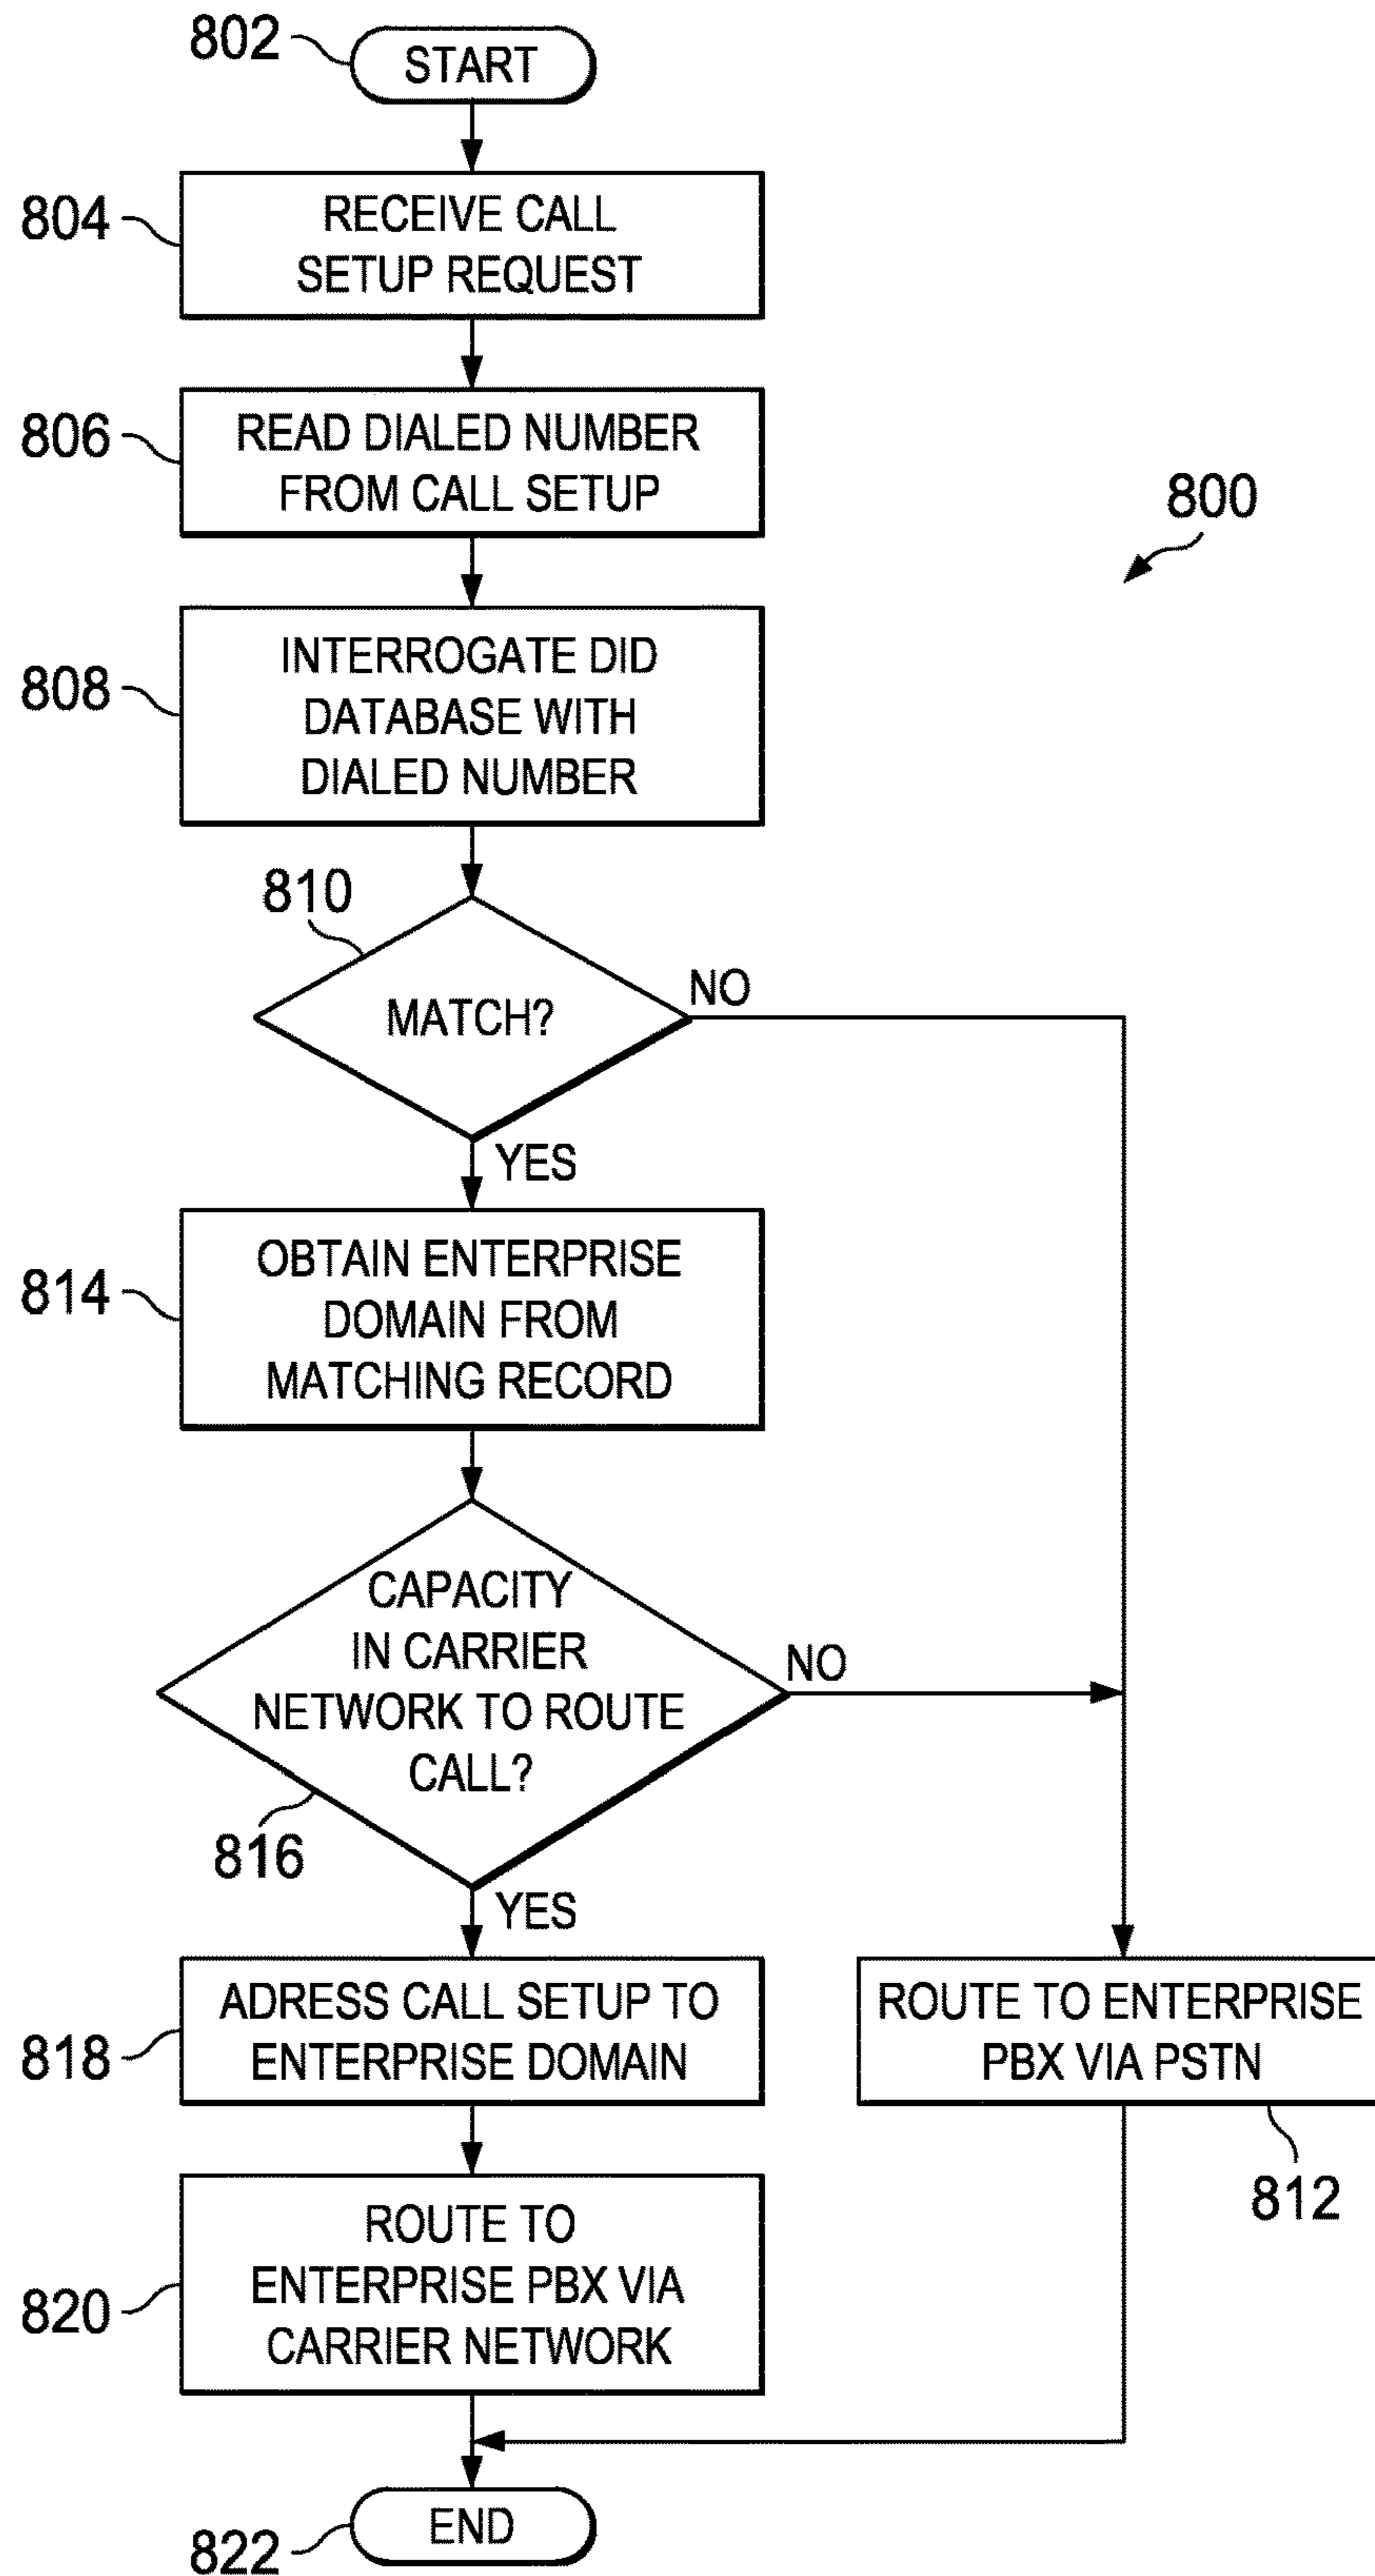 802
START
804
RECEIVE CALL
SETUP REQUEST
806
READ DIALED NUMBER
FROM CALL SETUP
800
808
INTERROGATE DID
DATABASE WITH
DIALED NUMBER
810
MATCH?
NO
YES
814
OBTAIN ENTERPRISE
DOMAIN FROM
MATCHING RECORD
CAPACITY
IN CARRIER
NETWORK TO ROUTE
CALL?
NO
816
YES
818
ADRESS CALL SETUP TO
ENTERPRISE DOMAIN
ROUTE TO ENTERPRISE
PBX VIA PSTN
812
820
ROUTE TO
ENTERPRISE PBX VIA
CARRIER NETWORK
822
END